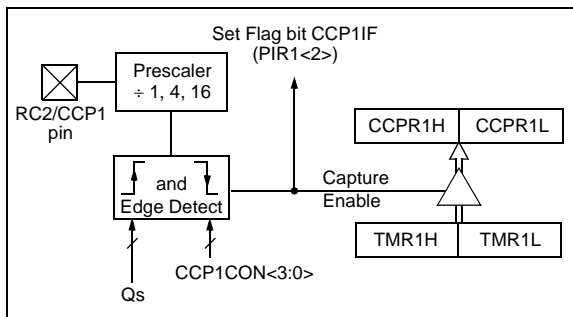 Set Flag bit CCP1IF
(PIR1<2>)
Prescaler
÷ 1, 4, 16
RC2/CCP1
pin
CCPR1H
CCPR1L
and
Edge Detect
Capture
Enable
TMR1H
TMR1L
CCP1CON<3:0>
Qs